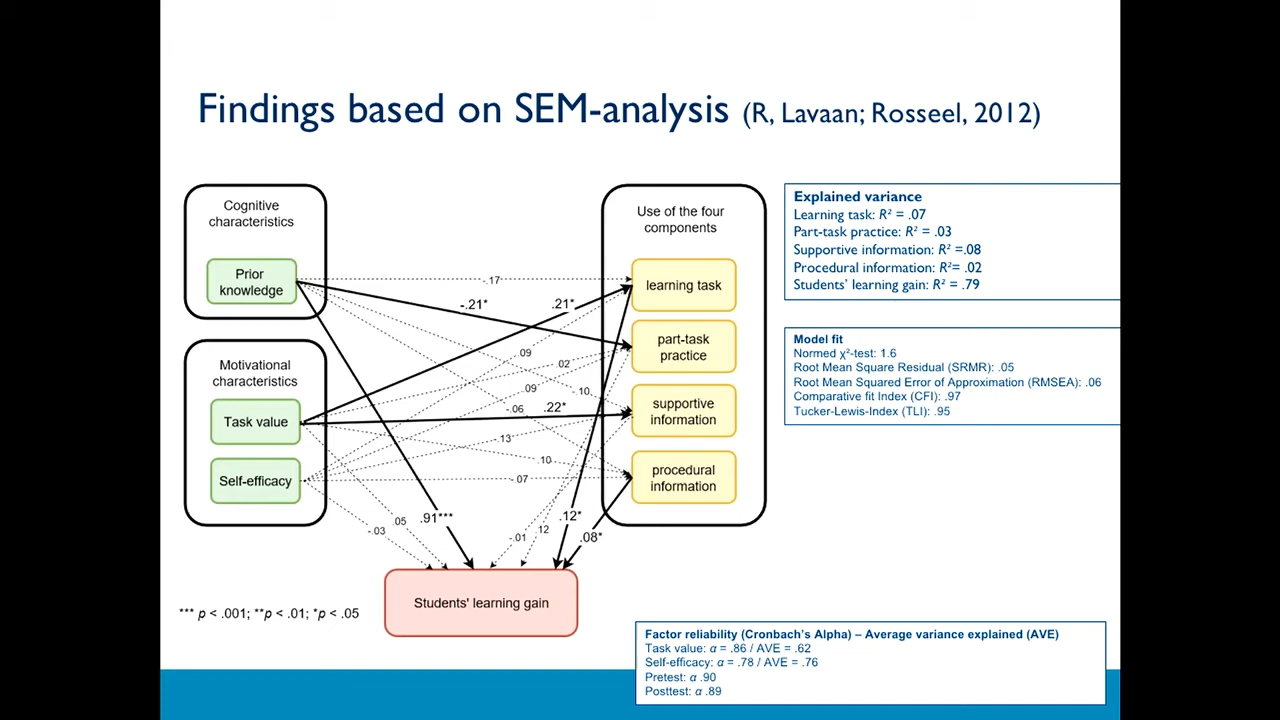 Findings based on SEM-analysis (R, Lavaan; Rosseel, 2012)
Cognitive
characteristics
Prior
knowledge
Motivational
characteristics
Task value
Self-efficacy
Use of the four
components
learning task
part-task
practice
supportive
information
procedural
information
-.17
-.21*
.21*
.09
.02
.09
.10
-.06
.22*
.13
.10
-.07
-.03
.05
.91***
-.01
.12
.12*
.08*
Students' learning gain
*** p < .001; **p < .01; *p < .05
Explained variance
Learning task: R² = .07
Part-task practice: R² = .03
Supportive information: R² =.08
Procedural information: R²= .02
Students’ learning gain: R² = .79
Model fit
Normed χ²-test: 1.6
Root Mean Square Residual (SRMR): .05
Root Mean Squared Error of Approximation (RMSEA): .06
Comparative fit Index (CFI): .97
Tucker-Lewis-Index (TLI): .95
Factor reliability (Cronbach’s Alpha) – Average variance explained (AVE)
Task value: α = .86 / AVE = .62
Self-efficacy: α = .78 / AVE = .76
Pretest: α .90
Posttest: α .89